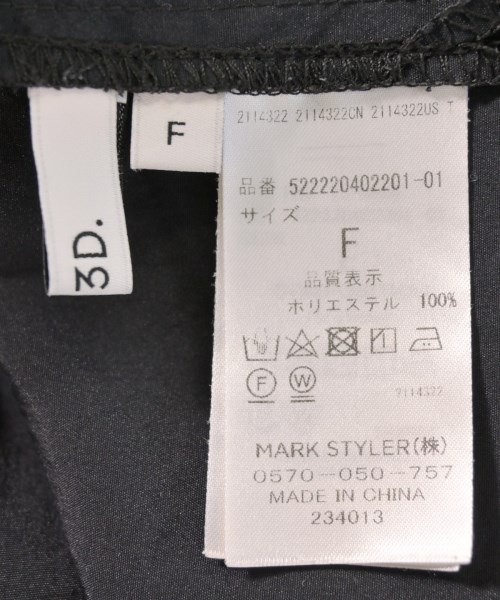 3D.
F
2114322 2114322CN 2114322US T
品番 522220402201-01
サイズ
F
品質表示
ポリエステル 100%
F W
2114322
MARK STYLER(株)
0570-050-757
MADE IN CHINA
234013